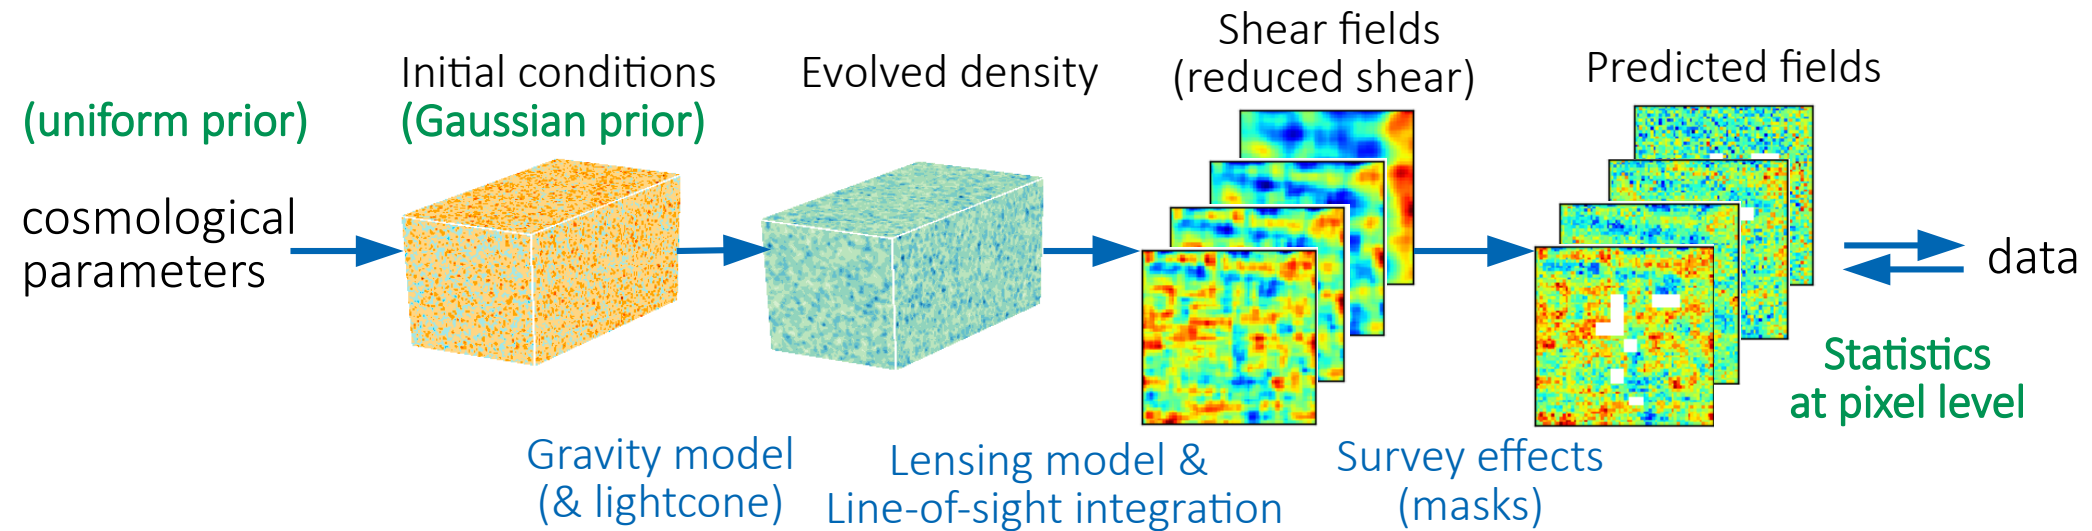 (uniform prior)
cosmological
parameters
Initial conditions
(Gaussian prior)
Evolved density
Shear fields
(reduced shear)
Predicted fields
data
Statistics
at pixel level
Gravity model
(& lightcone)
Lensing model &
Line-of-sight integration
Survey effects
(masks)